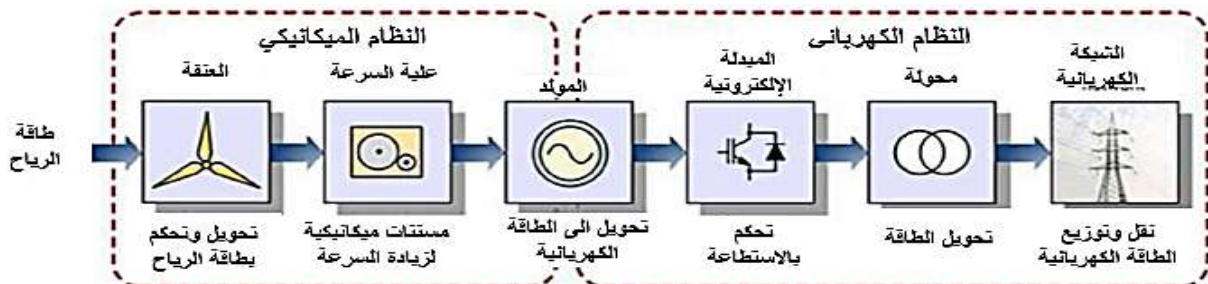 النظام الميكانيكي
النظام الكهربائي
العنفة
علبة السرعة
المولد
المبدلة
الإلكترونية
محولة
الشبكة
الكهربائية
طاقة
الرياح
تحويل وتحكم
بطاقة الرياح
مسننات ميكانيكية
لزيادة السرعة
تحويل الى الطاقة
الكهربائية
تحكم
بالاستطاعة
تحويل الطاقة
نقل وتوزيع
الطاقة الكهربائية